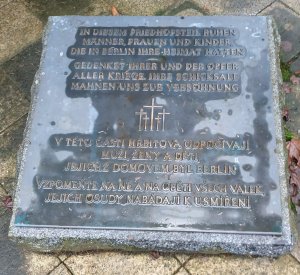 IN DIESEM FRIEDHOFSTEIL RUHEN
MÄNNER, FRAUEN UND KINDER
DIE IN BERLIN IHRE HEIMAT HATTEN
GEDENKET IHRER UND DER OPFER
ALLER KRIEGE. IHRE SCHICKSALE
MAHNEN UNS ZUR VERSÖHNUNG
V TÉTO ČÁSTI HŘBITOVA ODPOČÍVAJÍ
MUŽI, ŽENY A DĚTI,
JEJICHŽ DOMOVEM BYL BERLÍN
VZPOMEŇTE NA NĚ A NA OBĚTI VŠECH VÁLEK,
JEJICH OSUDY NABÁDAJÍ K USMÍŘENÍ